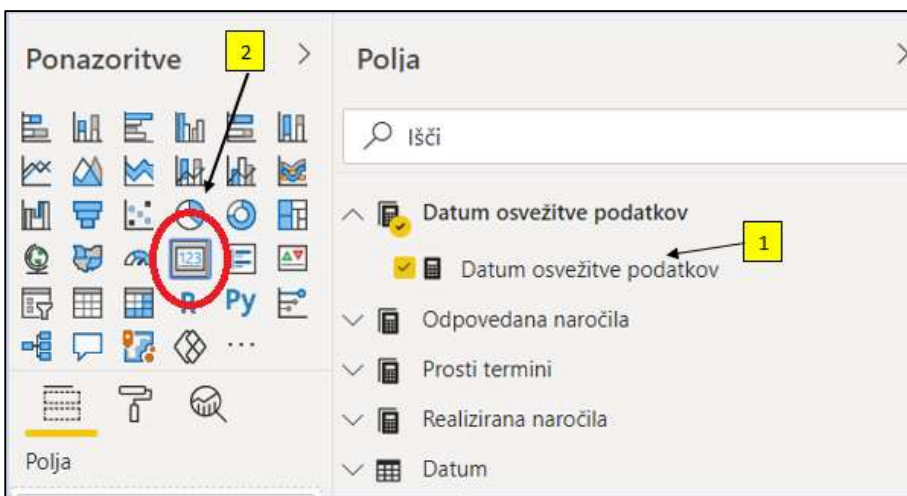 Ponazoritve
2
Polja
Išči
123
R
Py
Datum osvežitve podatkov
1
Datum osvežitve podatkov
Odpovedana naročila
Prosti termini
Realizirana naročila
Datum
Polja